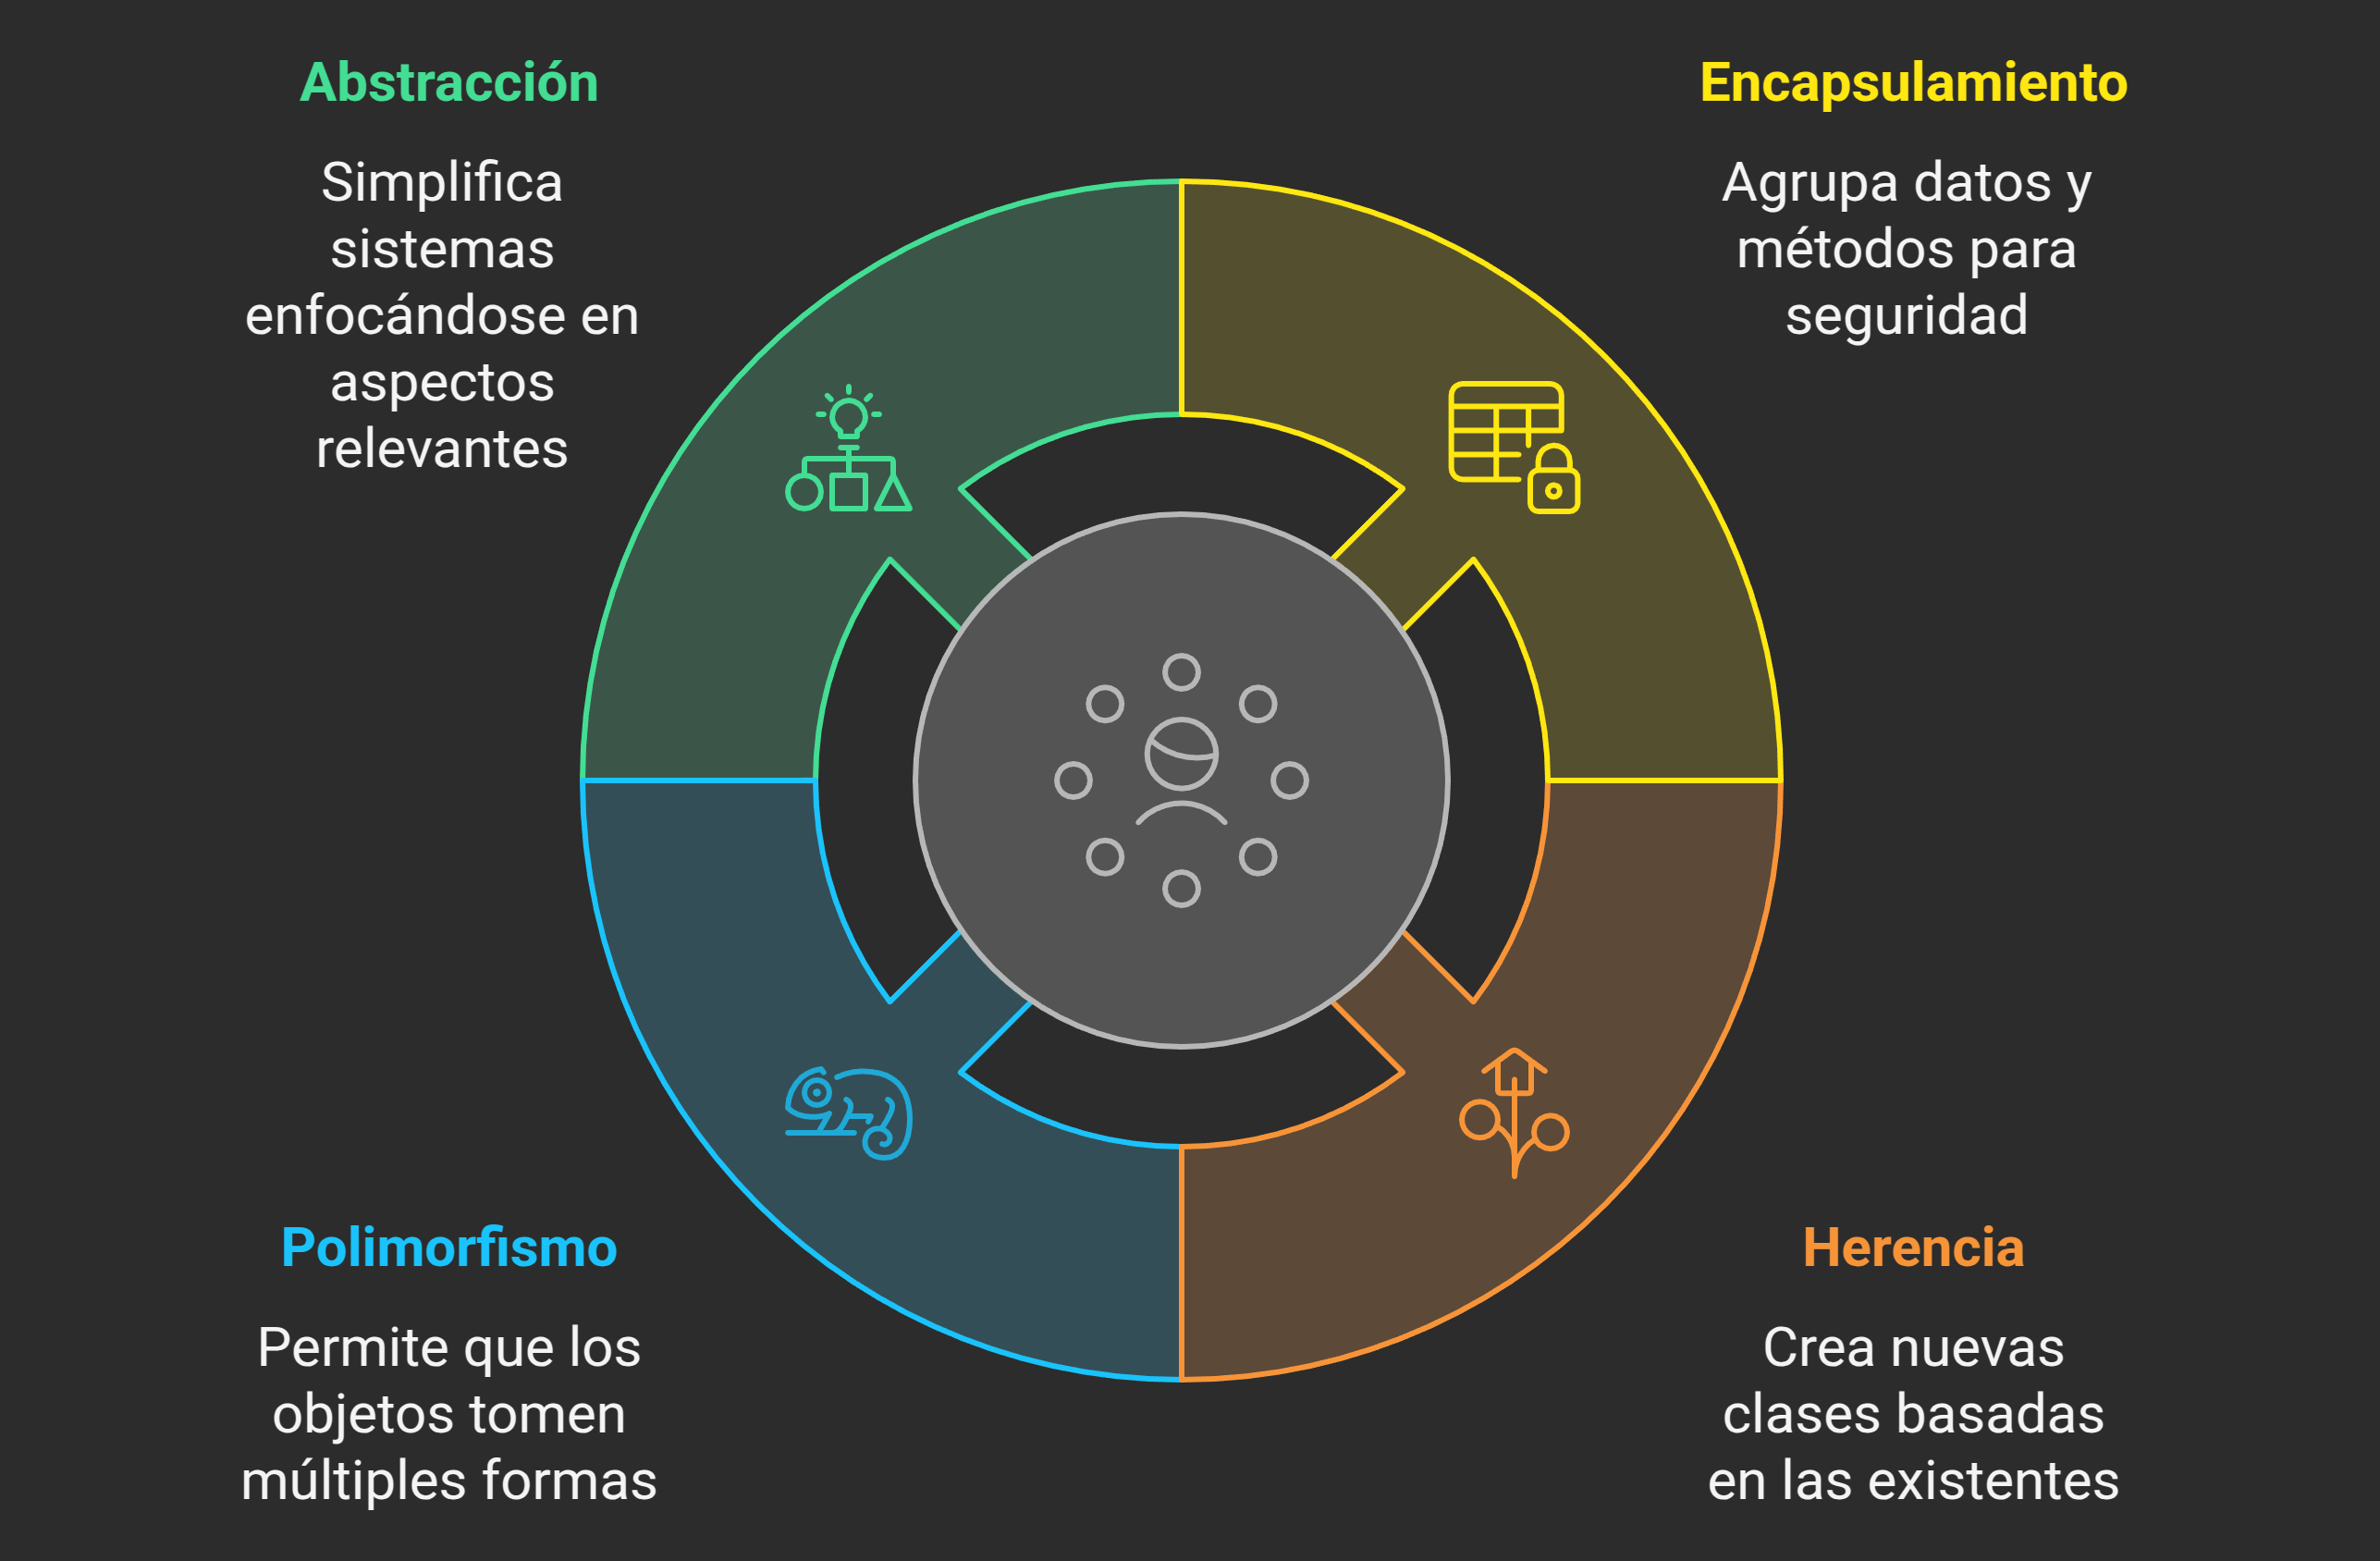 Abstracción
Simplifica
sistemas
enfocándose en
aspectos
relevantes
Encapsulamiento
Agrupa datos y
métodos para
seguridad
Polimorfismo
Permite que los
objetos tomen
múltiples formas
Herencia
Crea nuevas
clases basadas
en las existentes